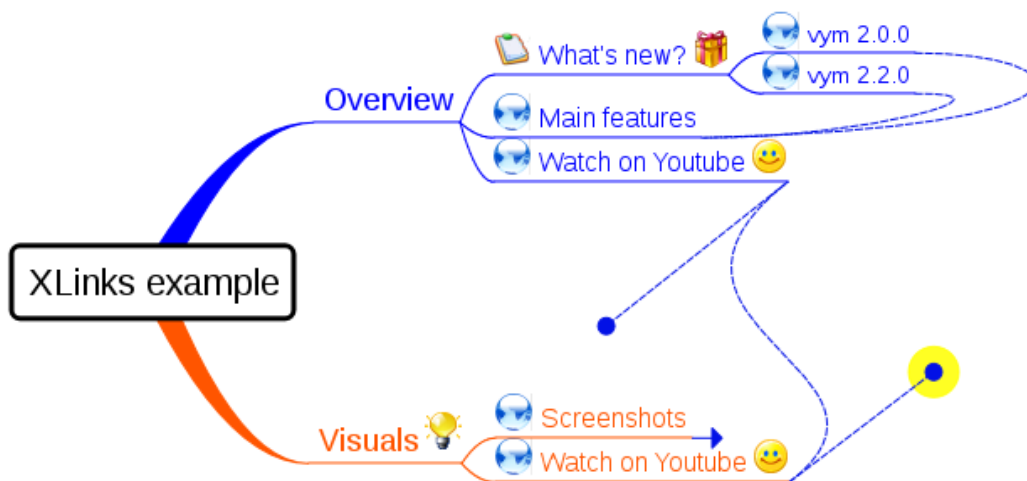 XLinks example
Overview
What's new?
vym 2.0.0
vym 2.2.0
Main features
Watch on Youtube
Visuals
Screenshots
Watch on Youtube